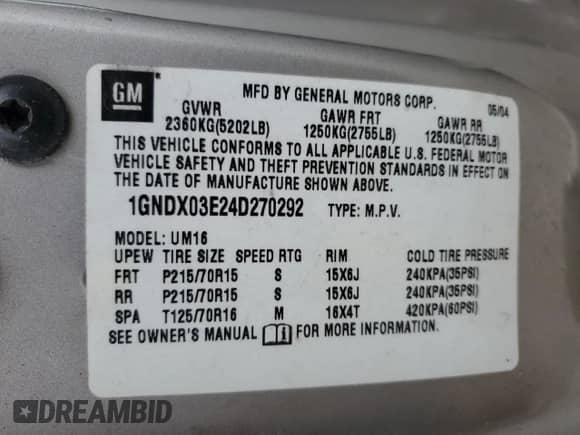 GM
MFD BY GENERAL MOTORS CORP. 05/04
GVWR GAWR FRT GAWR RR
2360KG(5202LB) 1250KG(2755LB) 1250KG(2755LB)
THIS VEHICLE CONFORMS TO ALL APPLICABLE U.S. FEDERAL MOTOR
VEHICLE SAFETY AND THEFT PREVENTION STANDARDS IN EFFECT ON
THE DATE OF MANUFACTURE SHOWN ABOVE.
1GNDX03E24D270292 TYPE: M.P.V.
MODEL: UM16
UPEW TIRE SIZE SPEED RTG RIM COLD TIRE PRESSURE
FRT P215/70R15 S 15X6J 240KPA(35PSI)
RR P215/70R15 S 15X6J 240KPA(35PSI)
SPA T125/70R16 M 16X4T 420KPA(60PSI)
SEE OWNER'S MANUAL FOR MORE INFORMATION.
DREAMBID